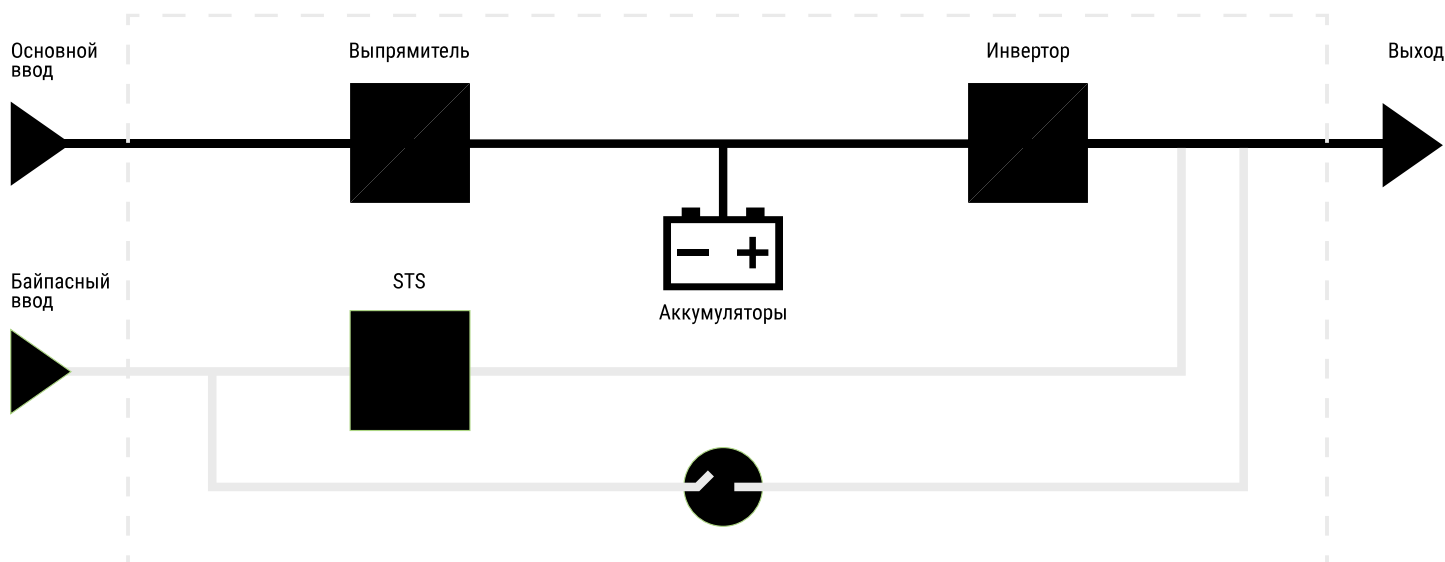 Основной
ввод
Выпрямитель
Инвертор
Выход
Байпасный
ввод
STS
Аккумуляторы